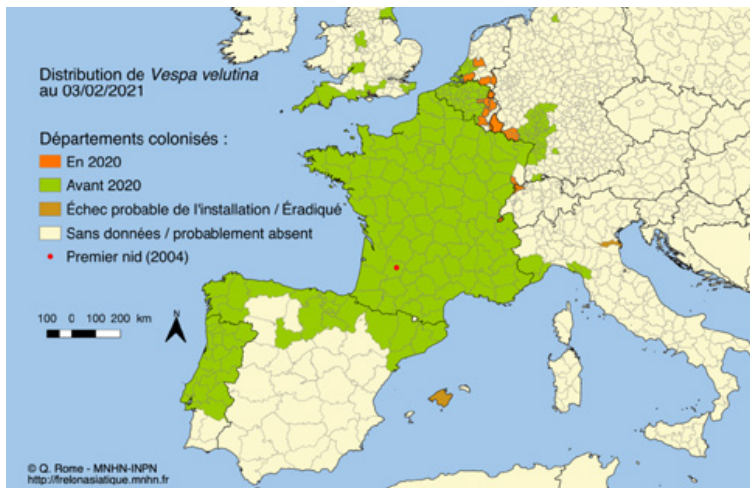 Distribution de Vespa velutina
au 03/02/2021
Départements colonisés :
En 2020
Avant 2020
Échec probable de l'installation / Éradiqué
Sans données / probablement absent
Premier nid (2004)
100 0 100 200 km
N
© Q. Rome - MNHN-INPN
http://frelonasiatique.mnhn.fr